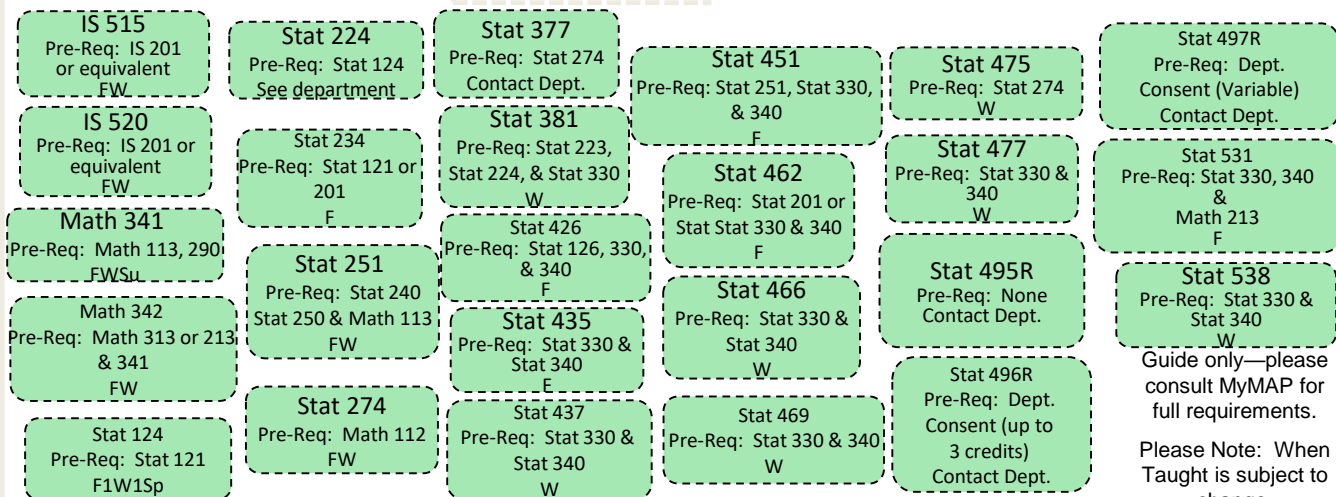 IS 515
Pre-Req: IS 201
or equivalent
FW
IS 520
Pre-Req: IS 201 or
equivalent
FW
Math 341
Pre-Req: Math 113, 290
FWSu
Math 342
Pre-Req: Math 313 or 213
& 341
FW
Stat 124
Pre-Req: Stat 121
F1W1Sp
Stat 224
Pre-Req: Stat 124
See department
Stat 234
Pre-Req: Stat 121 or
201
F
Stat 251
Pre-Req: Stat 240
Stat 250 & Math 113
FW
Stat 274
Pre-Req: Math 112
FW
Stat 377
Pre-Req: Stat 274
Contact Dept.
Stat 381
Pre-Req: Stat 223,
Stat 224, & Stat 330
W
Stat 426
Pre-Req: Stat 126, 330,
& 340
F
Stat 435
Pre-Req: Stat 330 &
Stat 340
F
Stat 437
Pre-Req: Stat 330 &
Stat 340
W
Stat 451
Pre-Req: Stat 251, Stat 330,
& 340
F
Stat 462
Pre-Req: Stat 201 or
Stat Stat 330 & 340
F
Stat 466
Pre-Req: Stat 330 &
Stat 340
W
Stat 469
Pre-Req: Stat 330 & 340
W
Stat 475
Pre-Req: Stat 274
W
Stat 477
Pre-Req: Stat 330 &
340
W
Stat 495R
Pre-Req: None
Contact Dept.
Stat 496R
Pre-Req: Dept.
Consent (up to
3 credits)
Contact Dept.
Stat 497R
Pre-Req: Dept.
Consent (Variable)
Contact Dept.
Stat 531
Pre-Req: Stat 330, 340
&
Math 213
F
Stat 538
Pre-Req: Stat 330 &
Stat 340
W
Guide only—please
consult MyMAP for
full requirements.
Please Note: When
Taught is subject to